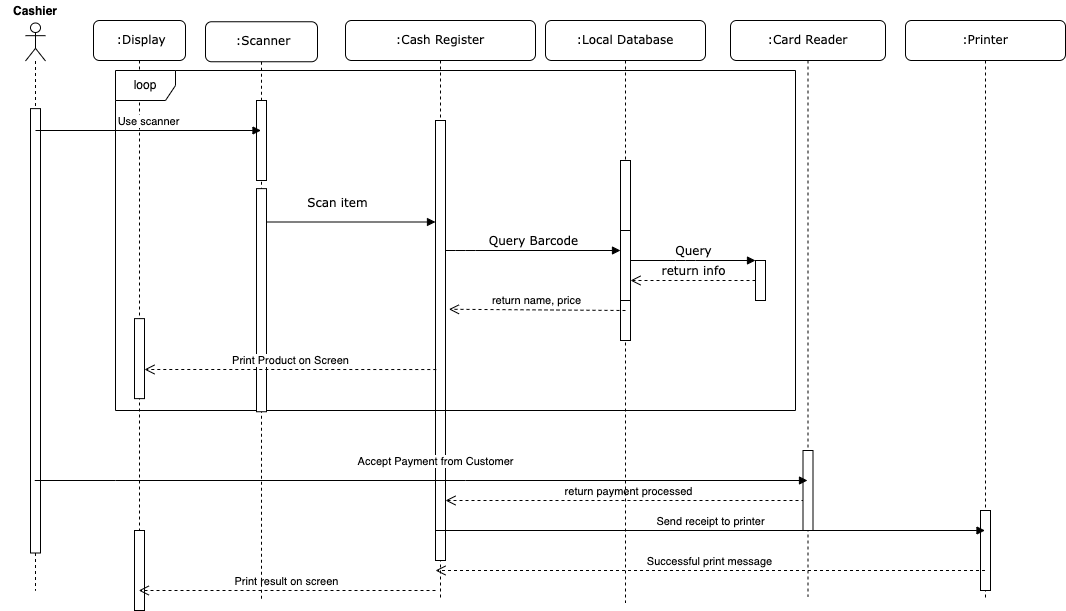 Cashier
:Display
:Scanner
:Cash Register
:Local Database
:Card Reader
:Printer
loop
Use scanner
Scan item
Query Barcode
Query
return info
return name, price
Print Product on Screen
Accept Payment from Customer
return payment processed
Send receipt to printer
Successful print message
Print result on screen